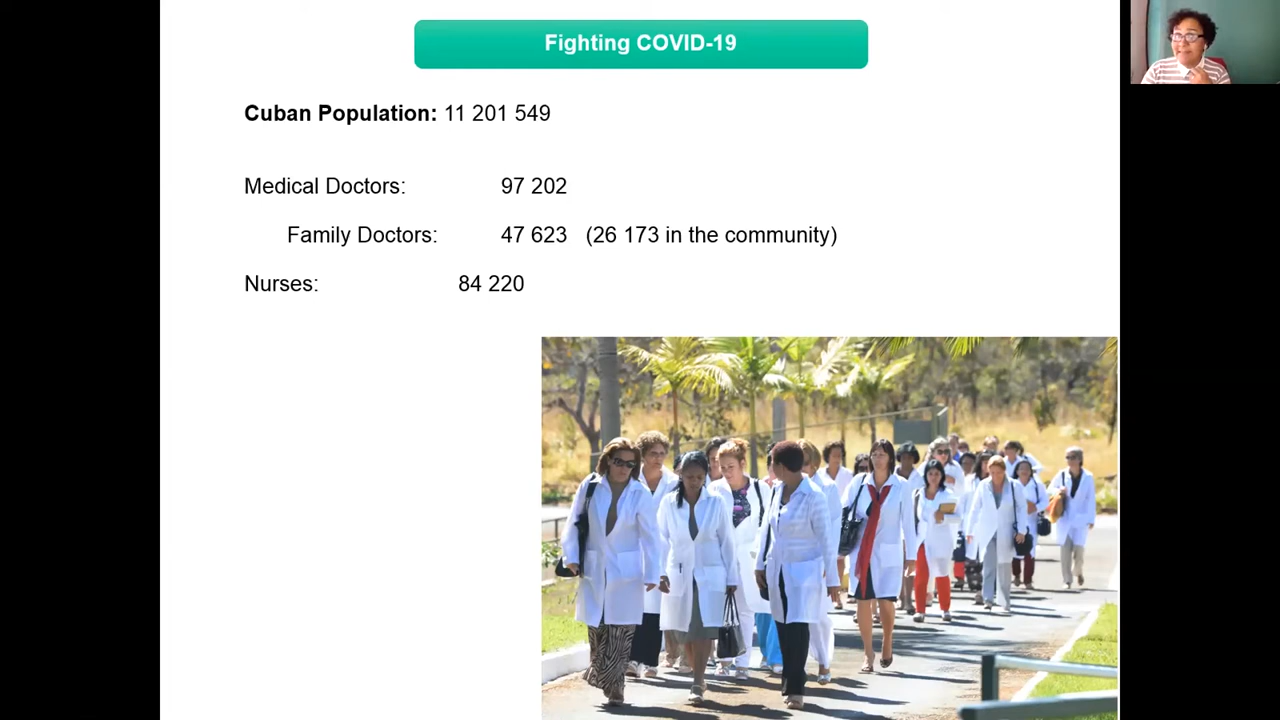 Fighting COVID-19
Cuban Population: 11 201 549
Medical Doctors: 97 202
Family Doctors: 47 623 (26 173 in the community)
Nurses: 84 220